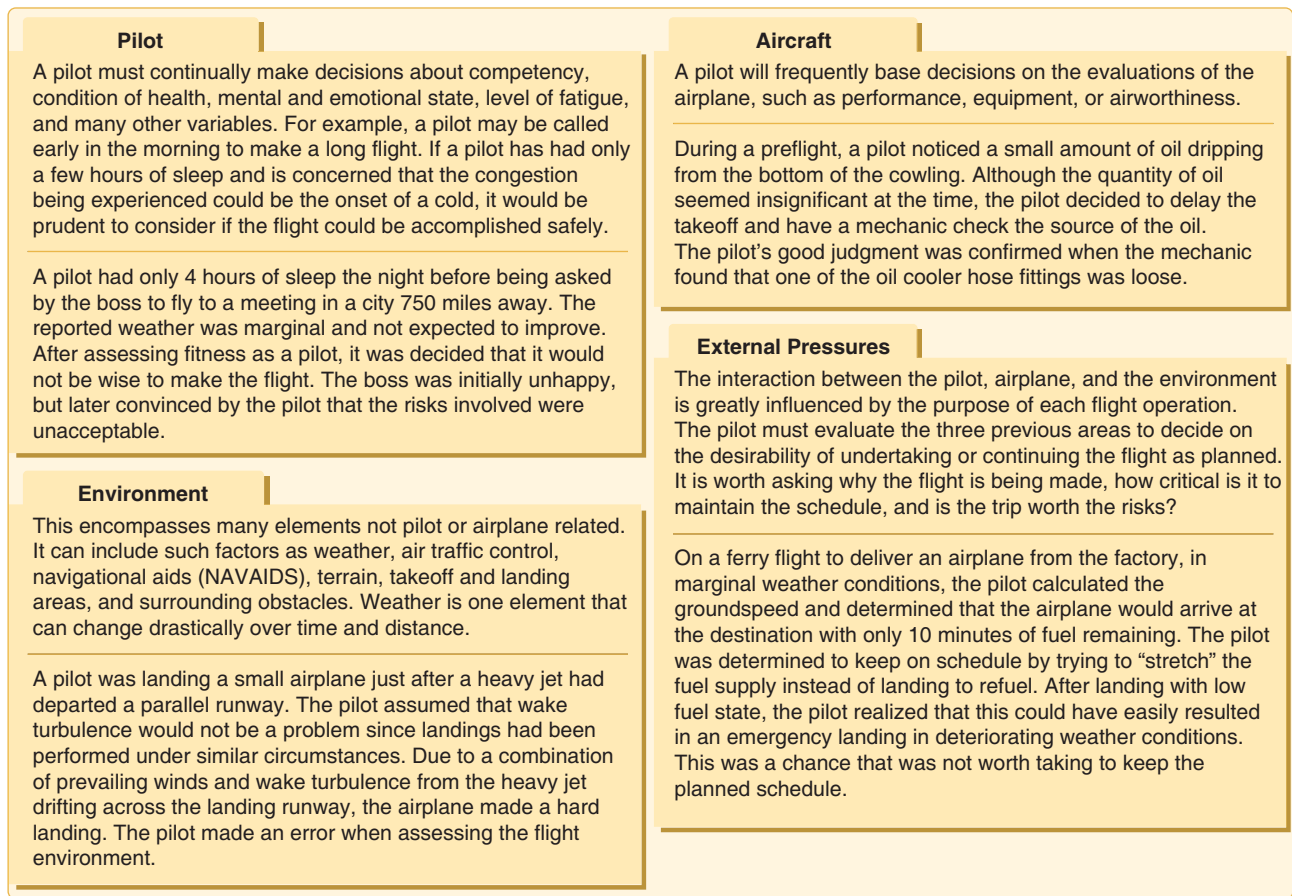 Pilot
A pilot must continually make decisions about competency,
condition of health, mental and emotional state, level of fatigue,
and many other variables. For example, a pilot may be called
early in the morning to make a long flight. If a pilot has had only
a few hours of sleep and is concerned that the congestion
being experienced could be the onset of a cold, it would be
prudent to consider if the flight could be accomplished safely.
A pilot had only 4 hours of sleep the night before being asked
by the boss to fly to a meeting in a city 750 miles away. The
reported weather was marginal and not expected to improve.
After assessing fitness as a pilot, it was decided that it would
not be wise to make the flight. The boss was initially unhappy,
but later convinced by the pilot that the risks involved were
unacceptable.
Environment
This encompasses many elements not pilot or airplane related.
It can include such factors as weather, air traffic control,
navigational aids (NAVAIDS), terrain, takeoff and landing
areas, and surrounding obstacles. Weather is one element that
can change drastically over time and distance.
A pilot was landing a small airplane just after a heavy jet had
departed a parallel runway. The pilot assumed that wake
turbulence would not be a problem since landings had been
performed under similar circumstances. Due to a combination
of prevailing winds and wake turbulence from the heavy jet
drifting across the landing runway, the airplane made a hard
landing. The pilot made an error when assessing the flight
environment.
Aircraft
A pilot will frequently base decisions on the evaluations of the
airplane, such as performance, equipment, or airworthiness.
During a preflight, a pilot noticed a small amount of oil dripping
from the bottom of the cowling. Although the quantity of oil
seemed insignificant at the time, the pilot decided to delay the
takeoff and have a mechanic check the source of the oil.
The pilot's good judgment was confirmed when the mechanic
found that one of the oil cooler hose fittings was loose.
External Pressures
The interaction between the pilot, airplane, and the environment
is greatly influenced by the purpose of each flight operation.
The pilot must evaluate the three previous areas to decide on
the desirability of undertaking or continuing the flight as planned.
It is worth asking why the flight is being made, how critical is it to
maintain the schedule, and is the trip worth the risks?
On a ferry flight to deliver an airplane from the factory, in
marginal weather conditions, the pilot calculated the
groundspeed and determined that the airplane would arrive at
the destination with only 10 minutes of fuel remaining. The pilot
was determined to keep on schedule by trying to “stretch” the
fuel supply instead of landing to refuel. After landing with low
fuel state, the pilot realized that this could have easily resulted
in an emergency landing in deteriorating weather conditions.
This was a chance that was not worth taking to keep the
planned schedule.